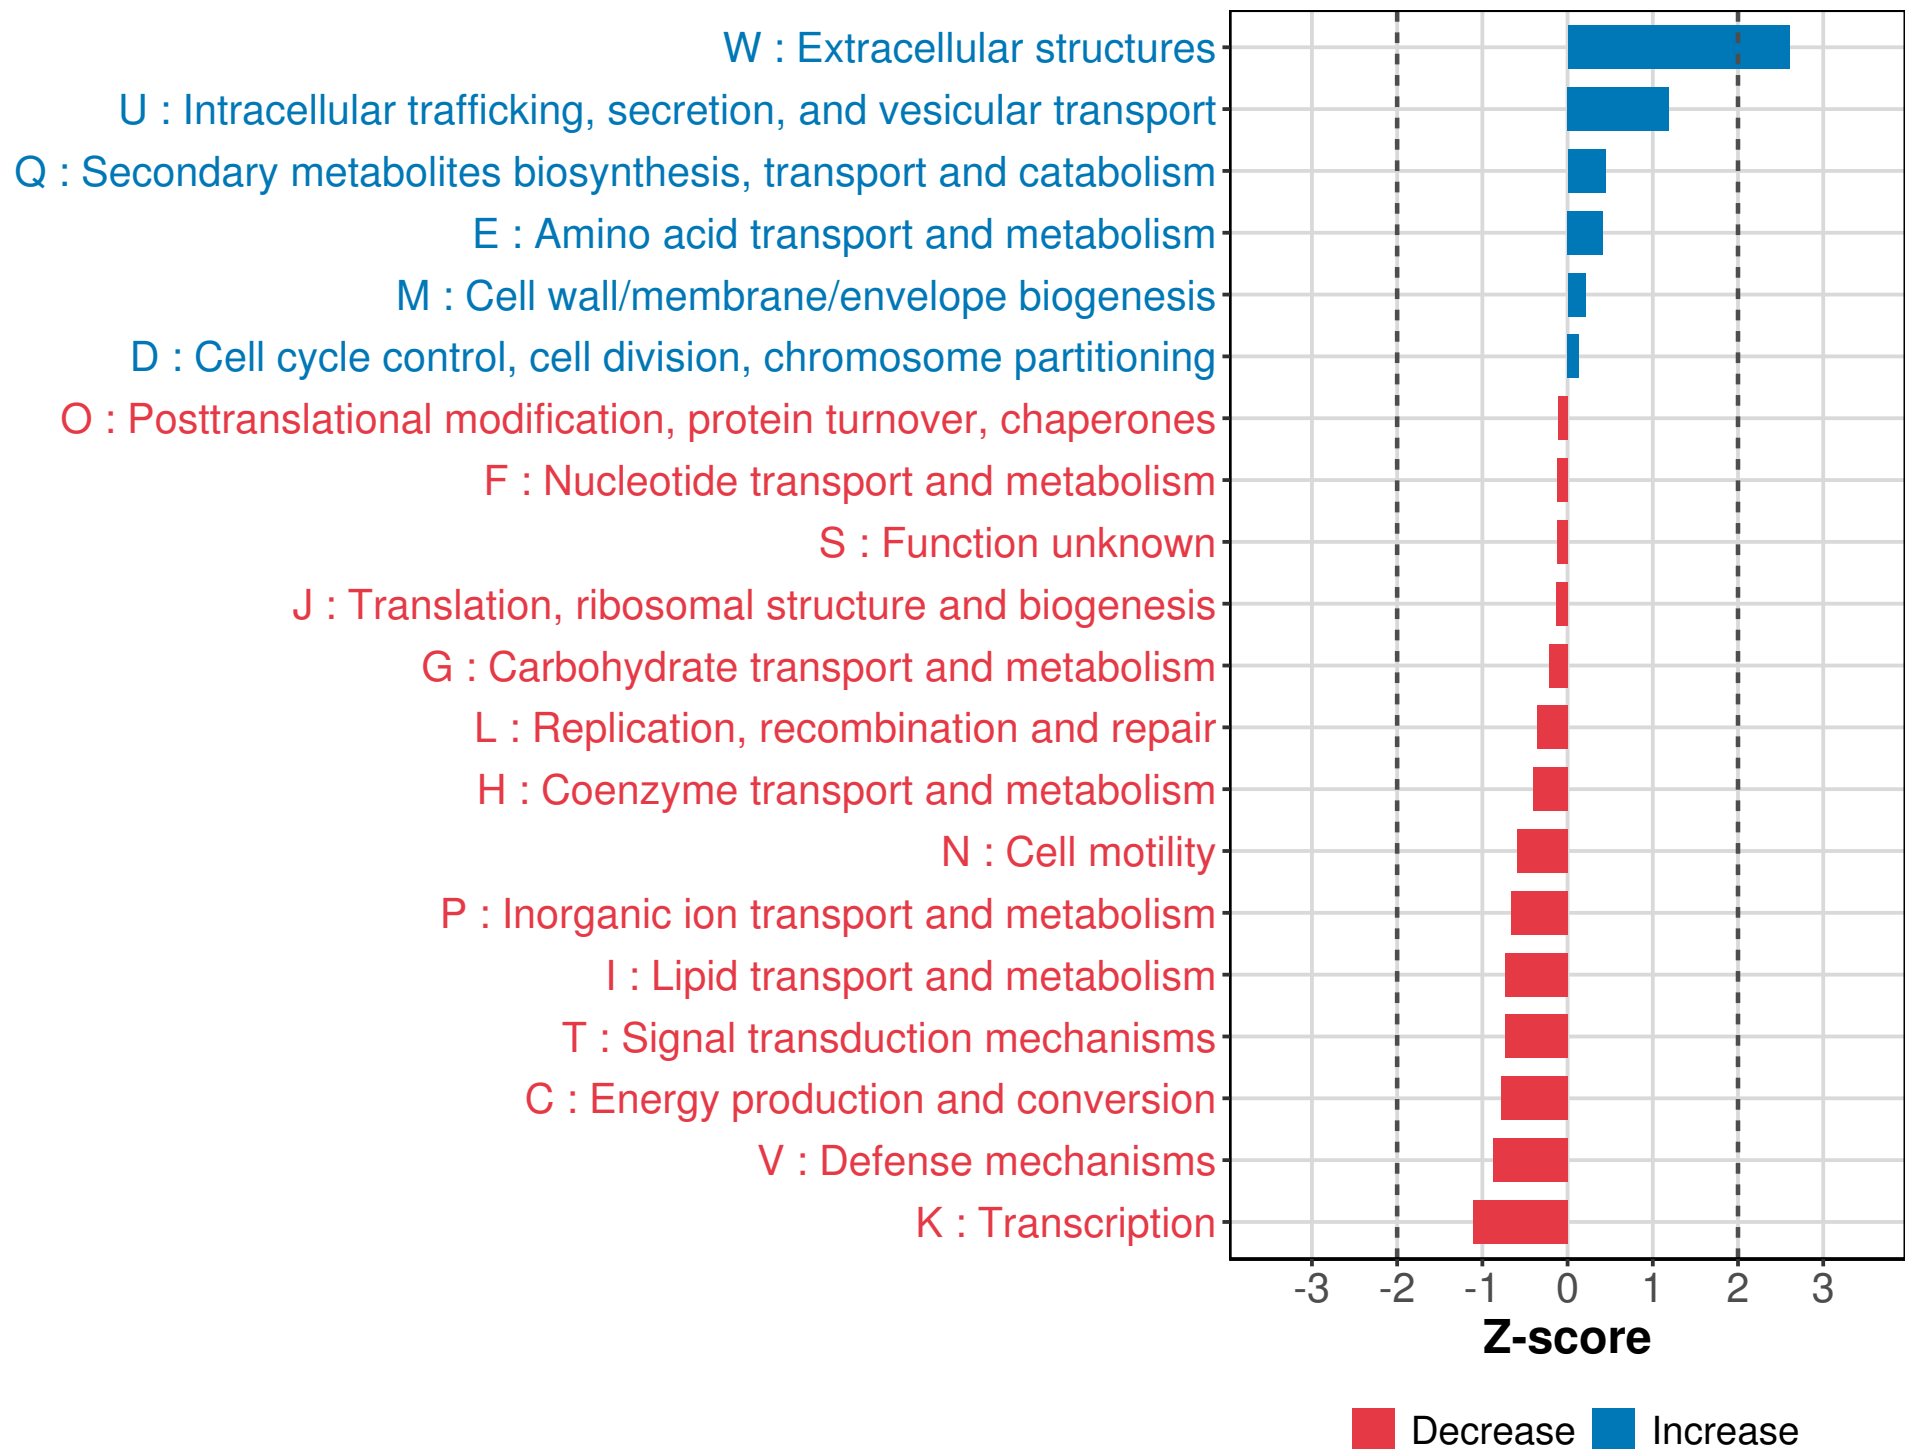 W : Extracellular structures
U : Intracellular trafficking, secretion, and vesicular transport
Q : Secondary metabolites biosynthesis, transport and catabolism
E : Amino acid transport and metabolism
M : Cell wall/membrane/envelope biogenesis
D : Cell cycle control, cell division, chromosome partitioning
O : Posttranslational modification, protein turnover, chaperones
F : Nucleotide transport and metabolism
S : Function unknown
J : Translation, ribosomal structure and biogenesis
G : Carbohydrate transport and metabolism
L : Replication, recombination and repair
H : Coenzyme transport and metabolism
N : Cell motility
P : Inorganic ion transport and metabolism
I : Lipid transport and metabolism
T : Signal transduction mechanisms
C : Energy production and conversion
V : Defense mechanisms
K : Transcription
-3 -2 -1 0 1 2 3
Z-score
Decrease Increase